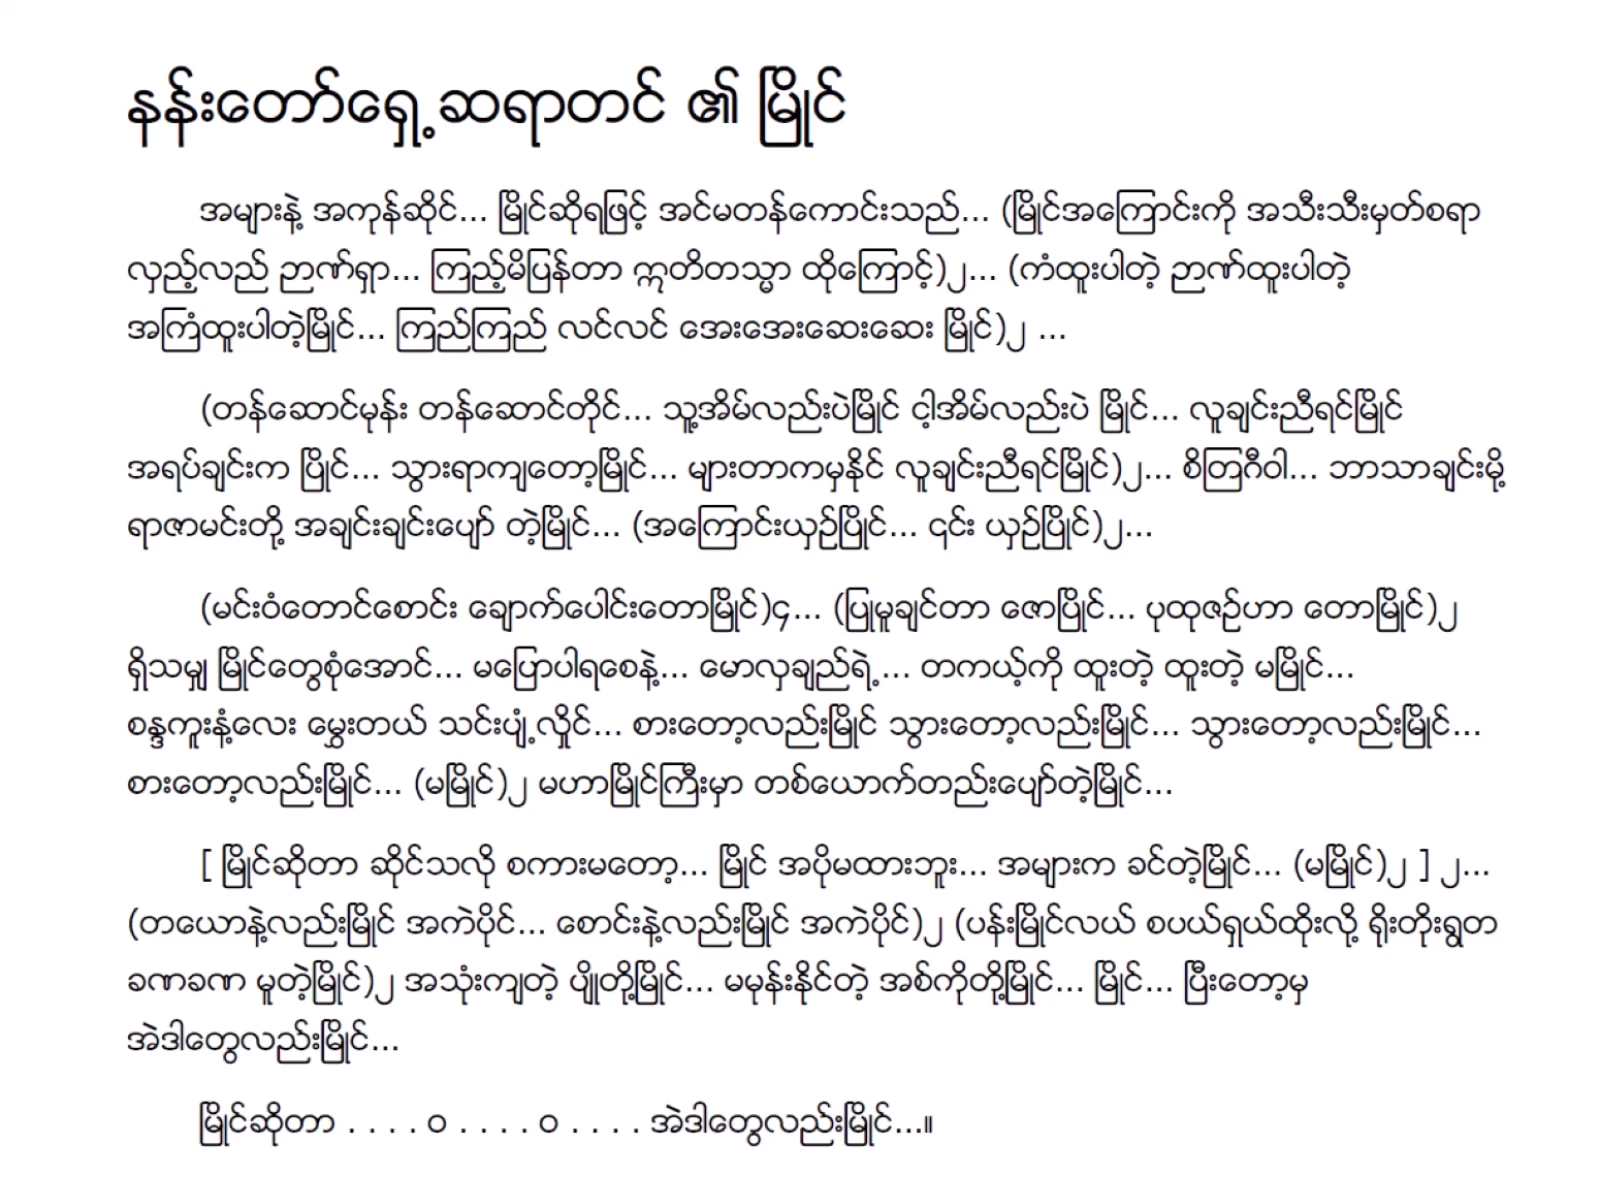 နန်းတော်ရှေ့ဆရာတင် ၏ မြိုင်
အများနဲ့ အကုန်ဆိုင်... မြိုင်ဆိုရဖြင့် အင်မတန်ကောင်းသည်... (မြိုင်အကြောင်းကို အသီးသီးမှတ်စရာ
လှည့်လည် ဉာဏ်ရှာ... ကြည့်မိပြန်တာ ဣတိတသ္မာ ထိုကြောင့်)၂... (ကံထူးပါတဲ့ ဉာဏ်ထူးပါတဲ့
အကြံထူးပါတဲ့မြိုင်... ကြည်ကြည် လင်လင် အေးအေးဆေးဆေး မြိုင်)၂ ...
(တန်ဆောင်မုန်း တန်ဆောင်တိုင်... သူ့အိမ်လည်းပဲမြိုင် ငါ့အိမ်လည်းပဲ မြိုင်... လူချင်းညီရင်မြိုင်
အရပ်ချင်းက ပြိုင်... သွားရာကျတော့မြိုင်... များတာကမှနိုင် လူချင်းညီရင်မြိုင်)၂... စိတြဂီဝါ... ဘာသာချင်းမို့
ရာဇာမင်းတို့ အချင်းချင်းပျော် တဲ့မြိုင်... (အကြောင်းယှဉ်ပြိုင်... ၎င်း ယှဉ်ပြိုင်)၂...
(မင်းဝံတောင်စောင်း ချောက်ပေါင်းတောမြိုင်)၄... (ပြုမူချင်တာ ဇောပြိုင်... ပုထုဇဉ်ဟာ တောမြိုင်)၂
ရှိသမျှ မြိုင်တွေစုံအောင်... မပြောပါရစေနဲ့... မောလှချည်ရဲ့... တကယ့်ကို ထူးတဲ့ ထူးတဲ့ မမြိုင်...
စန္ဒကူးနံ့လေး မွှေးတယ် သင်းပျံ့လှိုင်... စားတော့လည်းမြိုင် သွားတော့လည်းမြိုင်... သွားတော့လည်းမြိုင်...
စားတော့လည်းမြိုင်... (မမြိုင်)၂ မဟာမြိုင်ကြီးမှာ တစ်ယောက်တည်းပျော်တဲ့မြိုင်...
[ မြိုင်ဆိုတာ ဆိုင်သလို စကားမတော့... မြိုင် အပိုမထားဘူး... အများက ခင်တဲ့မြိုင်... (မမြိုင်)၂ ] ၂...
(တယောနဲ့လည်းမြိုင် အကဲပိုင်... စောင်းနဲ့လည်းမြိုင် အကဲပိုင်)၂ (ပန်းမြိုင်လယ် စပယ်ရှယ်ထိုးလို့ ရိုးတိုးရွတ
ခဏခဏ မူတဲ့မြိုင်)၂ အသုံးကျတဲ့ ပျိုတို့မြိုင်... မမုန်းနိုင်တဲ့ အစ်ကိုတို့မြိုင်... မြိုင်... ပြီးတော့မှ
အဲဒါတွေလည်းမြိုင်...
မြိုင်ဆိုတာ . . . . ဝ . . . . ဝ . . . . အဲဒါတွေလည်းမြိုင်...။